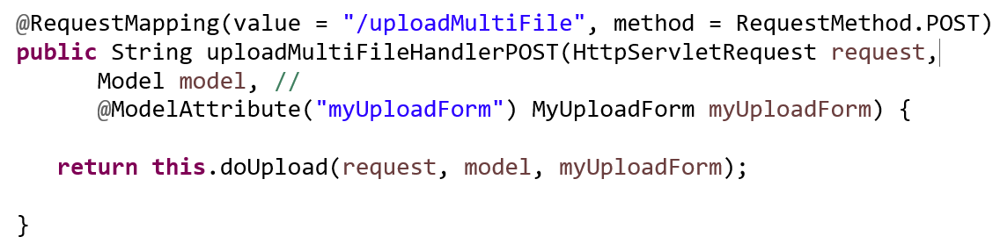 @RequestMapping(value = "/uploadMultiFile", method = RequestMethod.POST)
public String uploadMultiFileHandlerPOST(HttpServletRequest request,
Model model, //
@ModelAttribute("myUploadForm") MyUploadForm myUploadForm) {
return this.doUpload(request, model, myUploadForm);
}